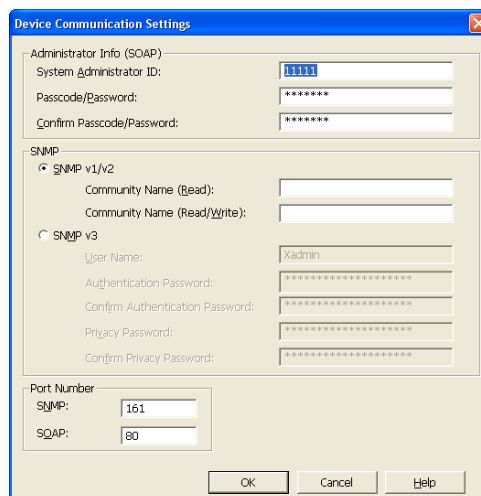 Device Communication Settings
Administrator Info (SOAP)
System Administrator ID: 11111
Passcode/Password: *******
Confirm Passcode/Password: *******
SNMP
SNMP v1/v2
Community Name (Read):
Community Name (Read/Write):
SNMP v3
User Name: Xadmin
Authentication Password: ********************
Confirm Authentication Password: ********************
Privacy Password: ********************
Confirm Privacy Password: ********************
Port Number
SNMP: 161
SOAP: 80
OK Cancel Help